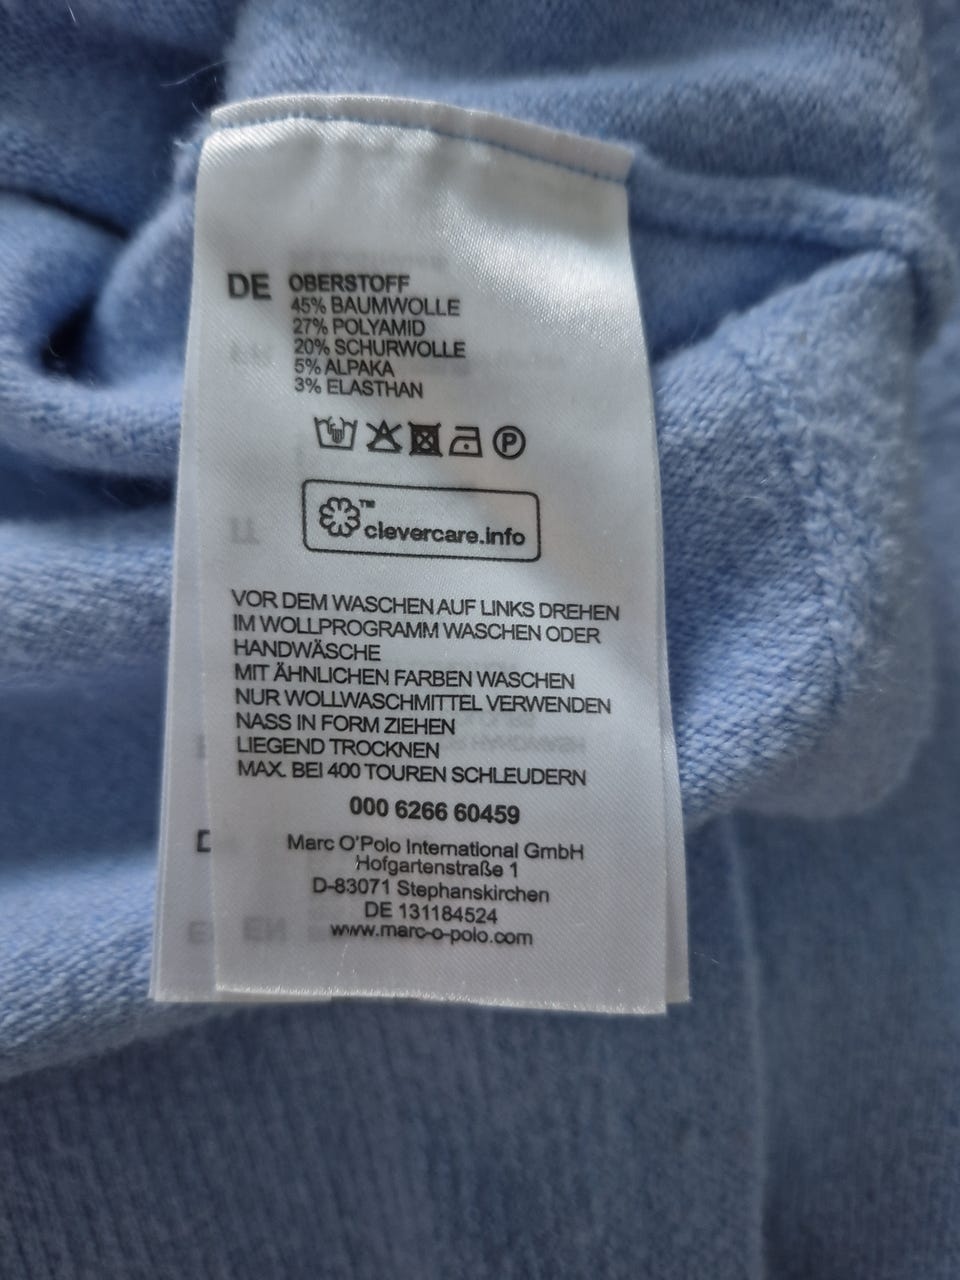 DE OBERSTOFF
45% BAUMWOLLE
27% POLYAMID
20% SCHURWOLLE
5% ALPAKA
3% ELASTHAN
P
™
clevercare.info
VOR DEM WASCHEN AUF LINKS DREHEN
IM WOLLPROGRAMM WASCHEN ODER
HANDWÄSCHE
MIT ÄHNLICHEN FARBEN WASCHEN
NUR WOLLWASCHMITTEL VERWENDEN
NASS IN FORM ZIEHEN
LIEGEND TROCKNEN
MAX. BEI 400 TOUREN SCHLEUDERN
000 6266 60459
Marc O'Polo International GmbH
Hofgartenstraße 1
D-83071 Stephanskirchen
DE 131184524
www.marc-o-polo.com